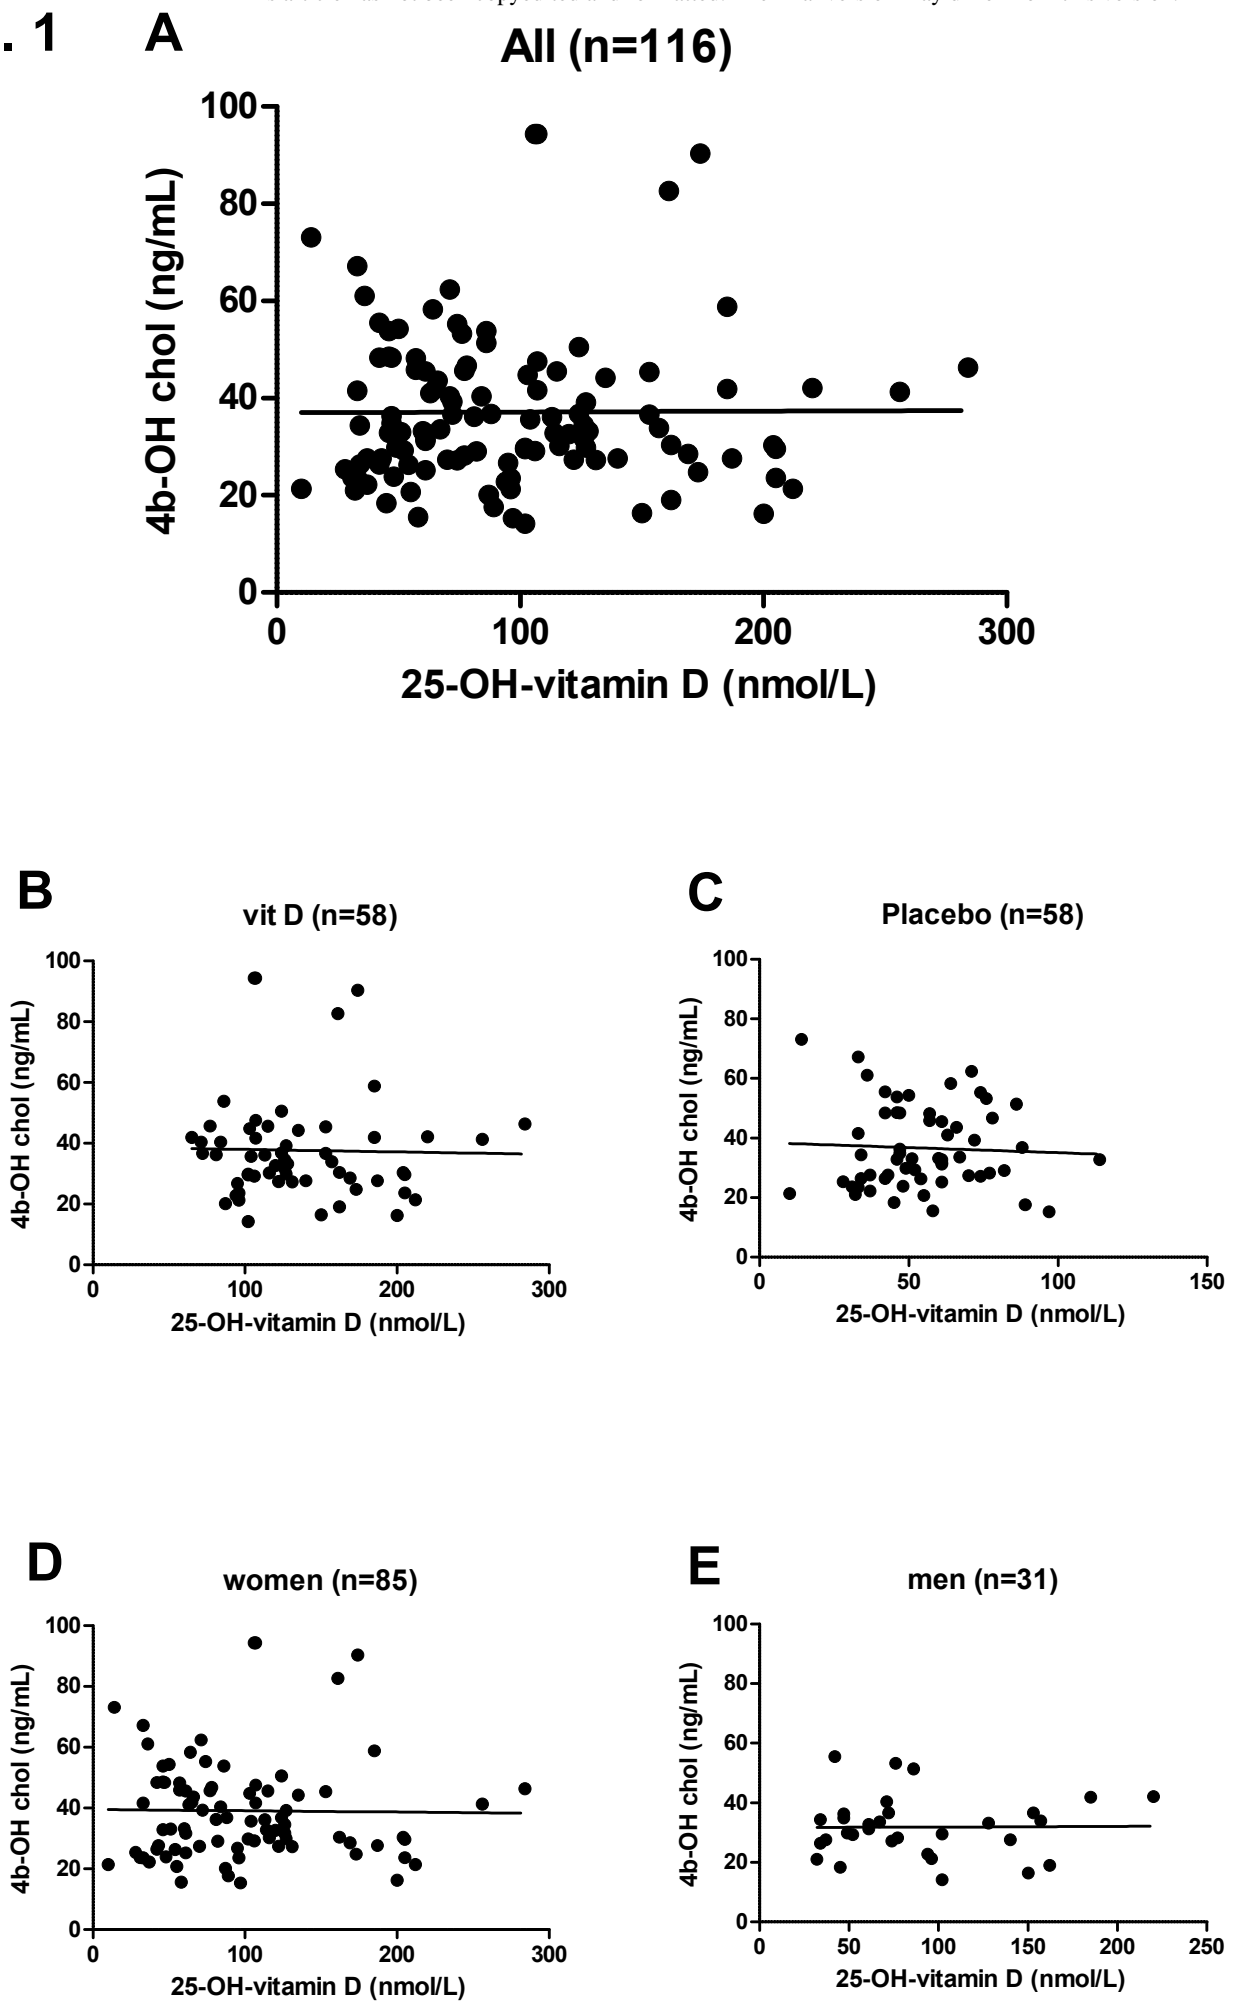 . 1
A
All (n=116)
100
80
60
40
20
0
4b-OH chol (ng/mL)
0 100 200 300
25-OH-vitamin D (nmol/L)
B
vit D (n=58)
100
80
60
40
20
0
4b-OH chol (ng/mL)
0 100 200 300
25-OH-vitamin D (nmol/L)
C
Placebo (n=58)
100
80
60
40
20
0
4b-OH chol (ng/mL)
0 50 100 150
25-OH-vitamin D (nmol/L)
D
women (n=85)
100
80
60
40
20
0
4b-OH chol (ng/mL)
0 100 200 300
25-OH-vitamin D (nmol/L)
E
men (n=31)
100
80
60
40
20
0
4b-OH chol (ng/mL)
0 50 100 150 200 250
25-OH-vitamin D (nmol/L)